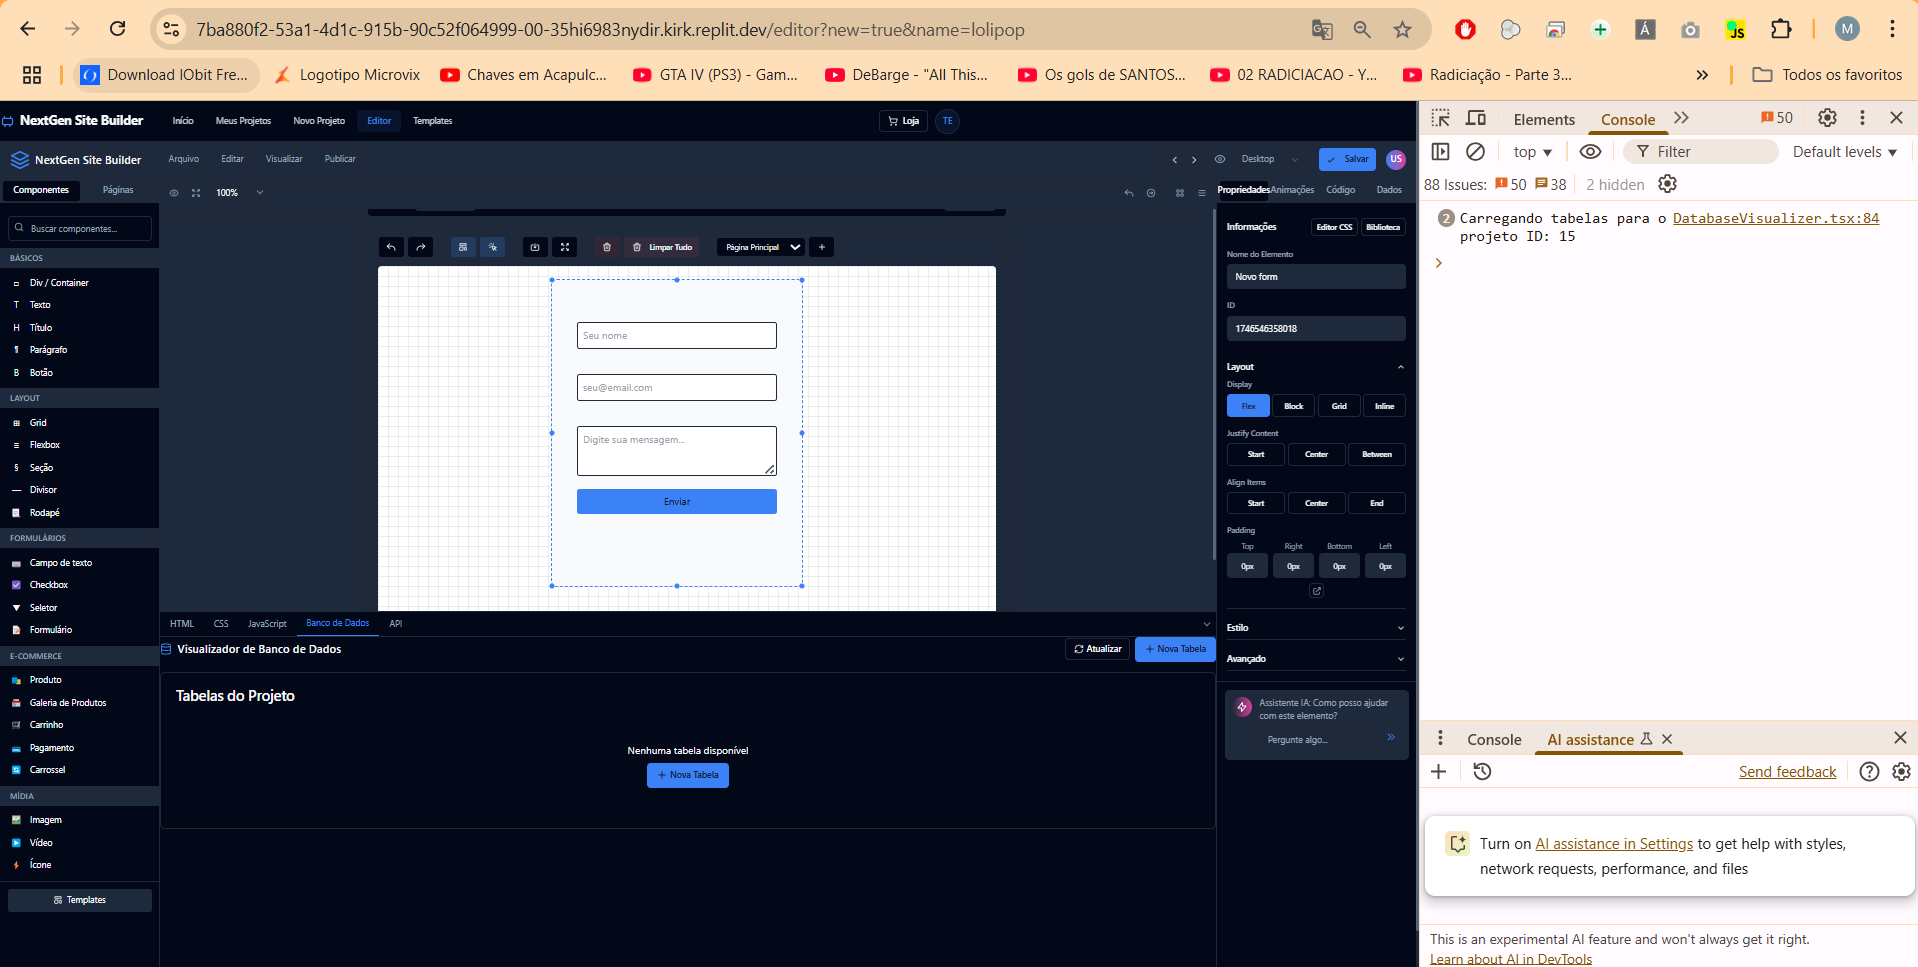 7ba880f2-53a1-4d1c-915b-90c52f064999-00-35hi6983nydir.kirk.replit.dev/editor?new=true&name=lolipop
M
Download IObit Fre...
Logotipo Microvix
Chaves em Acapulc...
GTA IV (PS3) - Gam...
DeBarge - "All This...
Os gols de SANTOS...
02 RADICIACAO - Y...
Radiciação - Parte 3...
Todos os favoritos
NextGen Site Builder
Início
Meus Projetos
Novo Projeto
Editor
Templates
Loja
TE
NextGen Site Builder
Arquivo
Editar
Visualizar
Publicar
Desktop
Salvar
US
Componentes
Páginas
100%
Propriedades
Animações
Código
Dados
Buscar componentes...
BÁSICOS
Div / Container
T Texto
H Título
¶ Parágrafo
B Botão
LAYOUT
Grid
Flexbox
§ Seção
Divisor
Rodapé
FORMULÁRIOS
Campo de texto
Checkbox
Seletor
Formulário
E-COMMERCE
Produto
Galeria de Produtos
Carrinho
Pagamento
Carrossel
MÍDIA
Imagem
Vídeo
Ícone
Templates
Limpar Tudo
Página Principal
Seu nome
seu@email.com
Digite sua mensagem...
Enviar
HTML
CSS
JavaScript
Banco de Dados
API
Visualizador de Banco de Dados
Atualizar
+ Nova Tabela
Tabelas do Projeto
Nenhuma tabela disponível
+ Nova Tabela
Informações
Editor CSS
Biblioteca
Nome do Elemento
Novo form
ID
1746546358018
Layout
Display
Flex
Block
Grid
Inline
Justify Content
Start
Center
Between
Align Items
Start
Center
End
Padding
Top
Right
Bottom
Left
0px
0px
0px
0px
Estilo
Avançado
Assistente IA: Como posso ajudar
com este elemento?
Pergunte algo...
Elements
Console
50
top
Filter
Default levels
88 Issues:
50
38
2 hidden
2
Carregando tabelas para o DatabaseVisualizer.tsx:84
projeto ID: 15
Console
AI assistance
Send feedback
Turn on AI assistance in Settings to get help with styles,
network requests, performance, and files
This is an experimental AI feature and won't always get it right.
Learn about AI in DevTools